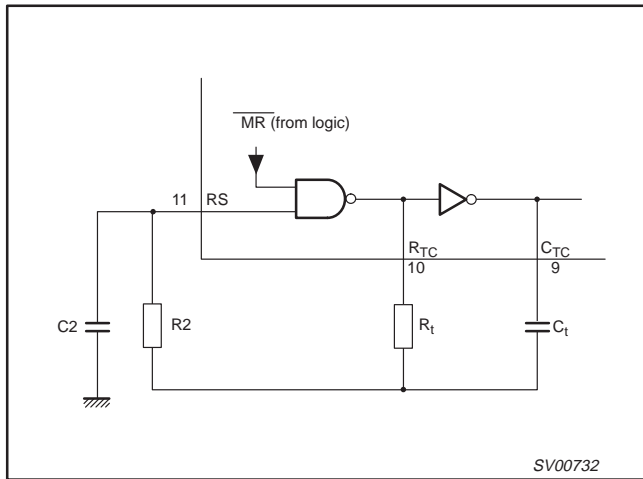 MR (from logic)
11 RS
R_TC C_TC
10 9
C2 R2 R_t C_t
SV00732